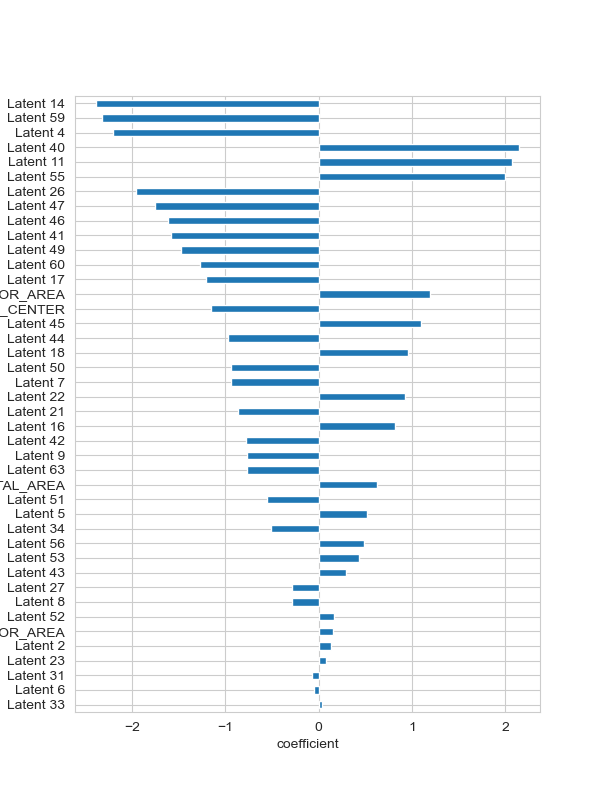 Latent 14
Latent 59
Latent 4
Latent 40
Latent 11
Latent 55
Latent 26
Latent 47
Latent 46
Latent 41
Latent 49
Latent 60
Latent 17
OR_AREA
_CENTER
Latent 45
Latent 44
Latent 18
Latent 50
Latent 7
Latent 22
Latent 21
Latent 16
Latent 42
Latent 9
Latent 63
TAL_AREA
Latent 51
Latent 5
Latent 34
Latent 56
Latent 53
Latent 43
Latent 27
Latent 8
Latent 52
OR_AREA
Latent 2
Latent 23
Latent 31
Latent 6
Latent 33
−2 −1 0 1 2
coefficient